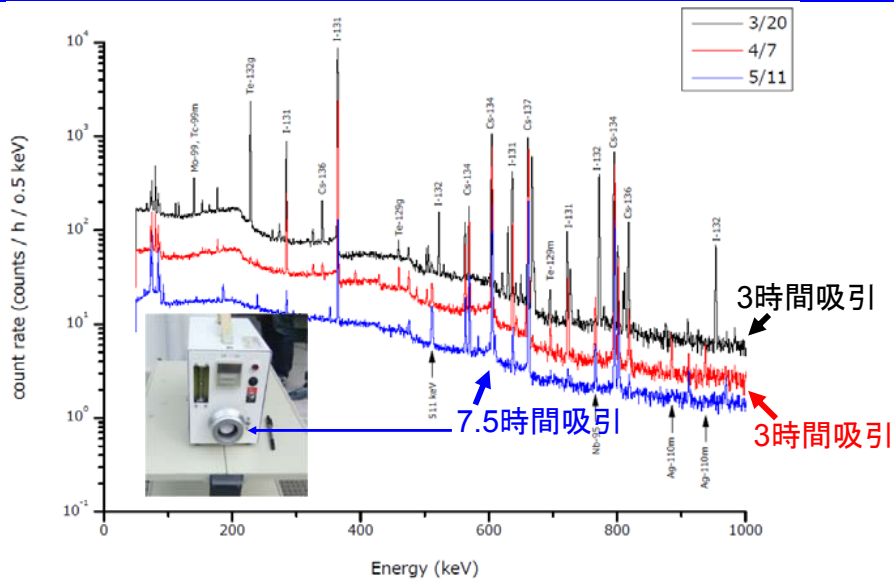 3/20
4/7
5/11
count rate (counts / h / o.5 keV)
10⁴
10³
10²
10¹
10⁰
10⁻¹
Mo-99, Tc-99m
Te-132g
I-131
Cs-136
I-131
Te-129g
I-132
Cs-134
Cs-134
I-131
Cs-137
Te-129m
I-131
I-132
Cs-134
Cs-136
I-132
3時間吸引
3時間吸引
7.5時間吸引
511 keV
Nb-95
Ag-110m
Ag-110m
0
200
400
600
800
1000
Energy (keV)